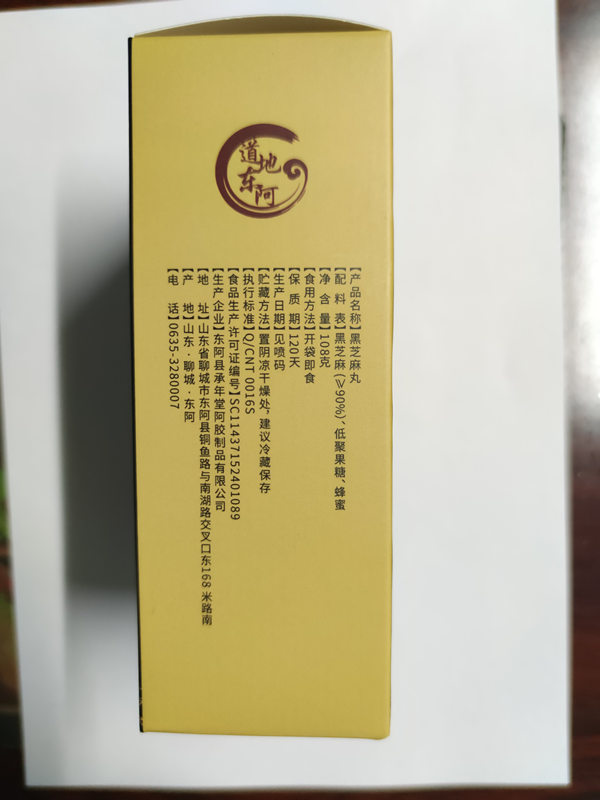 道地
东阿
【产品名称】黑芝麻丸
【配 料 表】黑芝麻(⩾90%)、低聚果糖、蜂蜜
【净 含 量】108克
【食用方法】开袋即食
【保 质 期】120天
【生产日期】见喷码
【贮藏方法】置阴凉干燥处,建议冷藏保存
【执行标准】Q/CNT 0016S
【食品生产许可证编号】SC11437152401089
【生产企业】东阿县承年堂阿胶制品有限公司
【地 址】山东省聊城市东阿县铜鱼路与南湖路交叉口东168 米路南
【产 地】山东·聊城·东阿
【电 话】0635-3280007